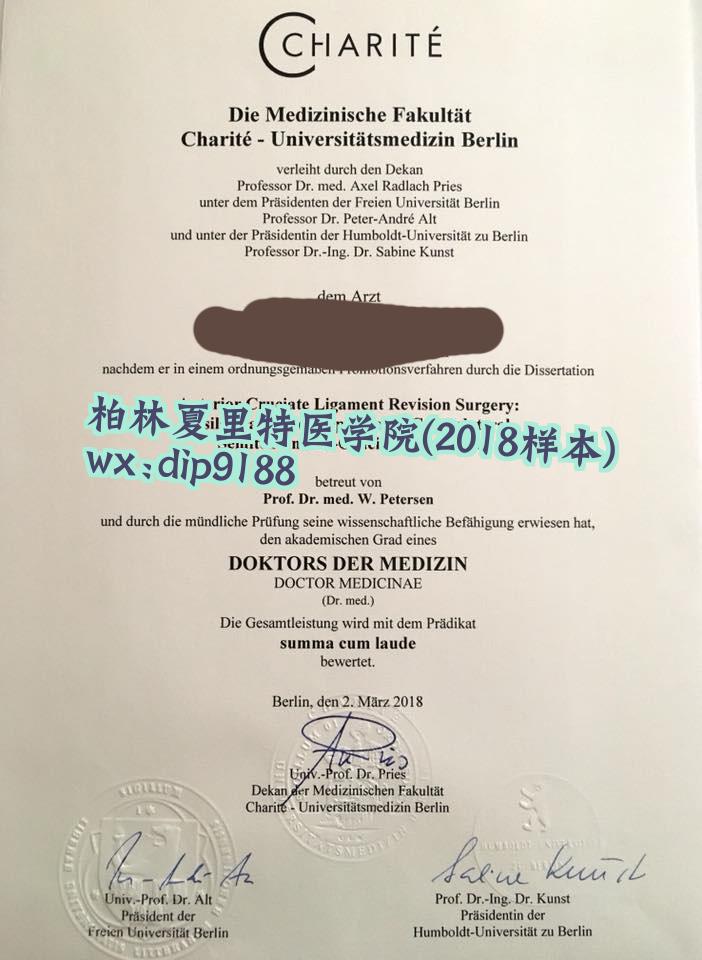 CHARITÉ
Die Medizinische Fakultät
Charité - Universitätsmedizin Berlin
verleiht durch den Dekan
Professor Dr. med. Axel Radlach Pries
unter dem Präsidenten der Freien Universität Berlin
Professor Dr. Peter-André Alt
und unter der Präsidentin der Humboldt-Universität zu Berlin
Professor Dr.-Ing. Dr. Sabine Kunst
dem Arzt
nachdem er in einem ordnungsgemäßen Promotionsverfahren durch die Dissertation
Cruciate Ligament Revision Surgery:
柏林夏里特医学院(2018样本)
wx:dip9188
betreut von
Prof. Dr. med. W. Petersen
und durch die mündliche Prüfung seine wissenschaftliche Befähigung erwiesen hat,
den akademischen Grad eines
DOKTORS DER MEDIZIN
DOCTOR MEDICINAE
(Dr. med.)
Die Gesamtleistung wird mit dem Prädikat
summa cum laude
bewertet.
Berlin, den 2. März 2018
Univ.-Prof. Dr. Pries
Dekan der Medizinischen Fakultät
Charité - Universitätsmedizin Berlin
Univ.-Prof. Dr. Alt
Präsident der
Freien Universität Berlin
Sabine Kunst
Prof. Dr.-Ing. Dr. Kunst
Präsidentin der
Humboldt-Universität zu Berlin